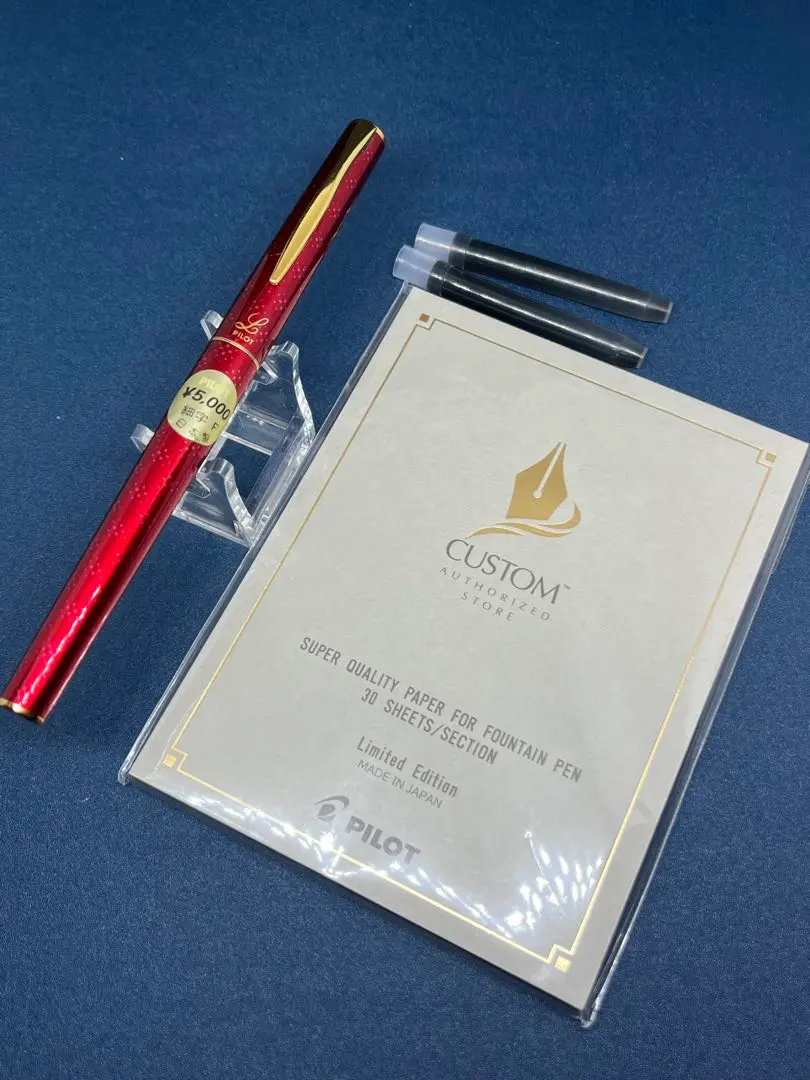 L
PILOT
¥5,000
細字 F
日本製
CUSTOM™
AUTHORIZED
STORE
SUPER QUALITY PAPER FOR FOUNTAIN PEN
30 SHEETS/SECTION
Limited Edition
MADE IN JAPAN
PILOT